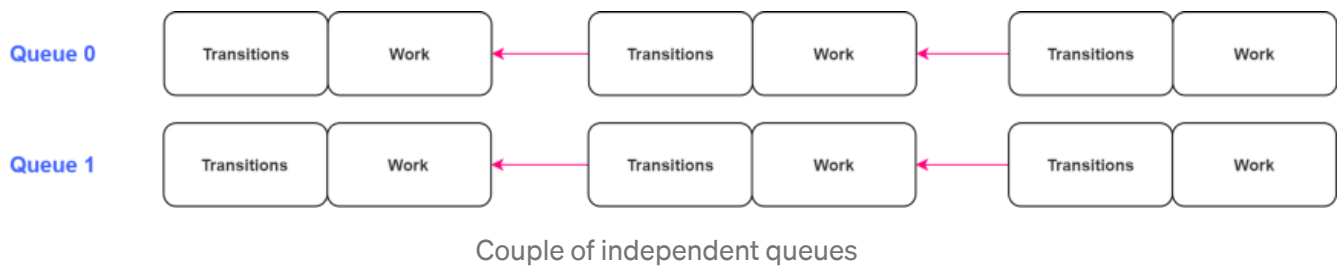 Queue 0 Transitions Work Transitions Work Transitions Work
Queue 1 Transitions Work Transitions Work Transitions Work
Couple of independent queues